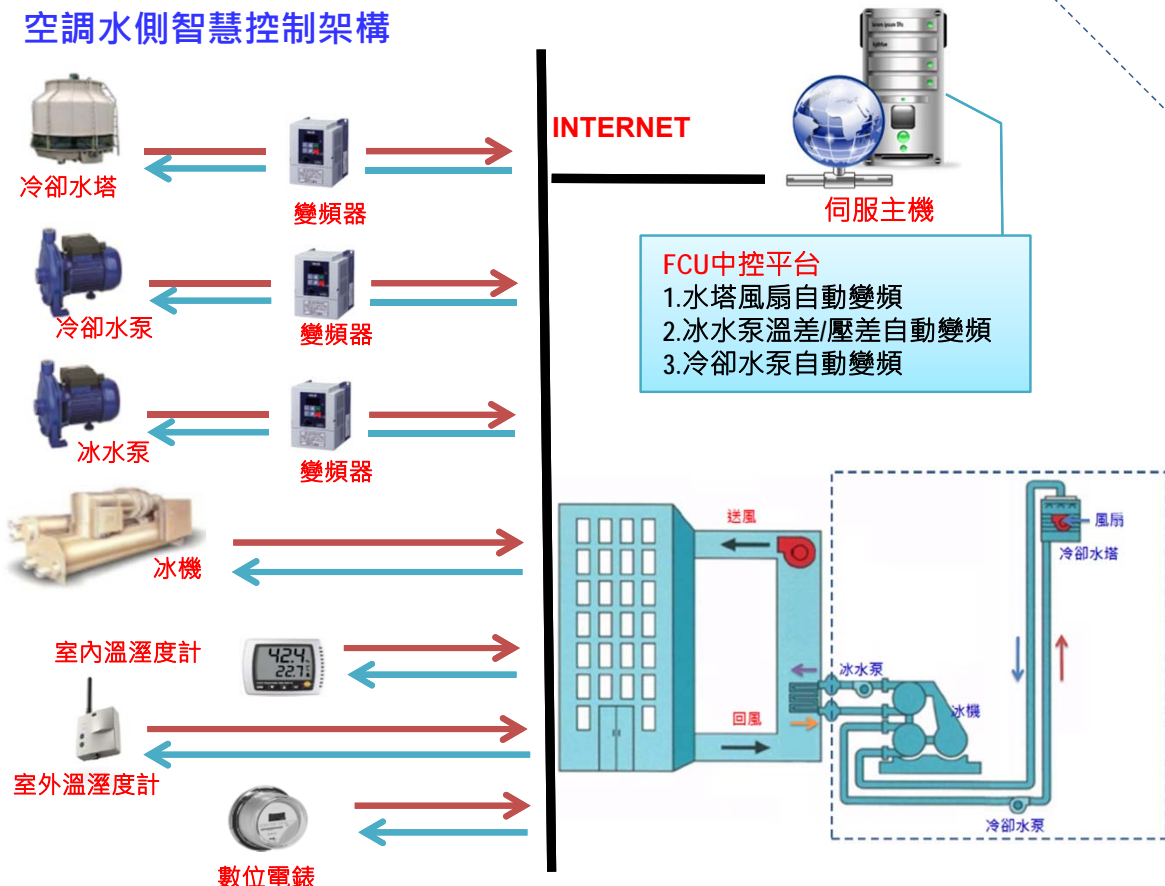 空調水側智慧控制架構
INTERNET
冷卻水塔
變頻器
伺服主機
冷卻水泵
變頻器
FCU中控平台
1.水塔風扇自動變頻
2.冰水泵溫差/壓差自動變頻
3.冷卻水泵自動變頻
冰水泵
變頻器
冰機
室內溫溼度計
42.4
22.7
室外溫溼度計
數位電錶
送風
風扇
冷卻水塔
冰水泵
回風
冰機
冷卻水泵